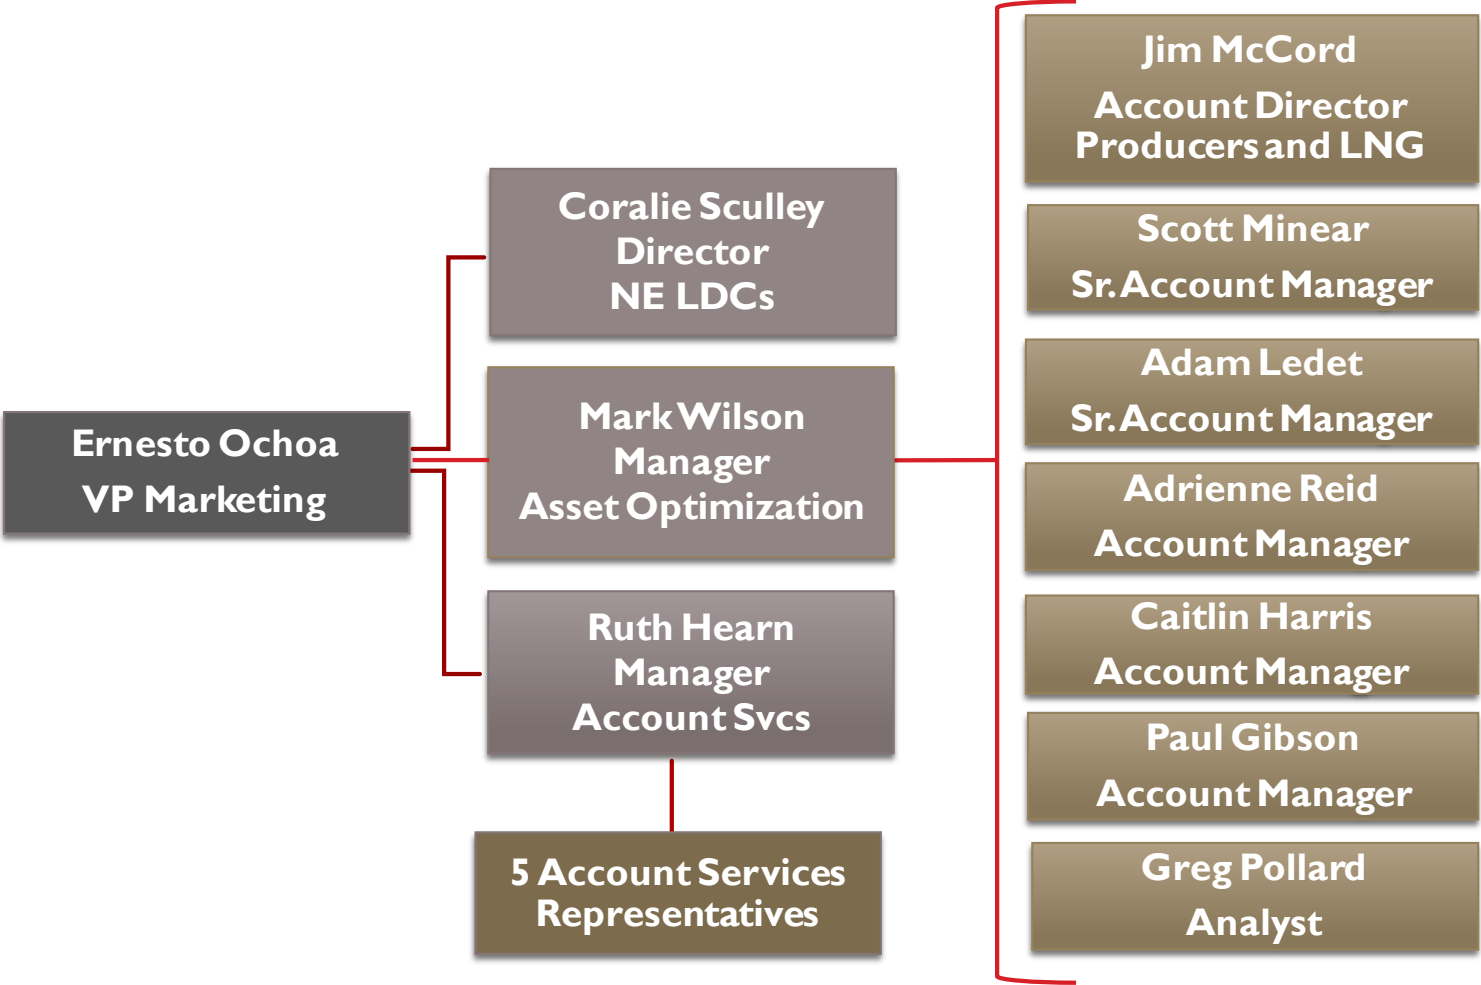 Ernesto Ochoa
VP Marketing
Coralie Sculley
Director
NE LDCs
Mark Wilson
Manager
Asset Optimization
Ruth Hearn
Manager
Account Svcs
5 Account Services
Representatives
Jim McCord
Account Director
Producers and LNG
Scott Minear
Sr. Account Manager
Adam Ledet
Sr. Account Manager
Adrienne Reid
Account Manager
Caitlin Harris
Account Manager
Paul Gibson
Account Manager
Greg Pollard
Analyst